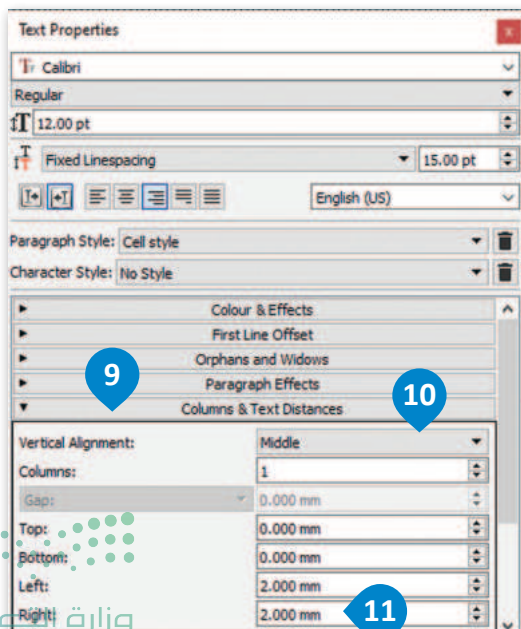 Text Properties
x
Calibri
Regular
12.00 pt
Fixed Linespacing 15.00 pt
English (US)
Paragraph Style: Cell style
Character Style: No Style
Colour & Effects
First Line Offset
Orphans and Widows
Paragraph Effects
9
10
Columns & Text Distances
Vertical Alignment: Middle
Columns: 1
Gap: 0.000 mm
Top: 0.000 mm
Bottom: 0.000 mm
Left: 2.000 mm
Right: 2.000 mm
11
وزارة